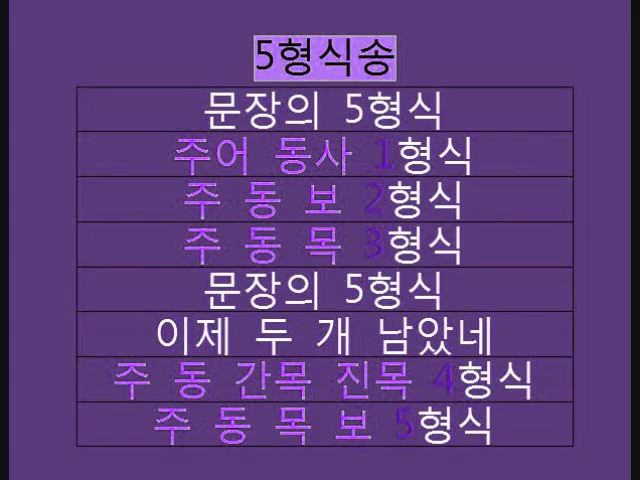 5형식송
문장의 5형식
주어 동사 1형식
주 동 보 2형식
주 동 목 3형식
문장의 5형식
이제 두 개 남았네
주 동 간목 진목 4형식
주 동 목 보 5형식